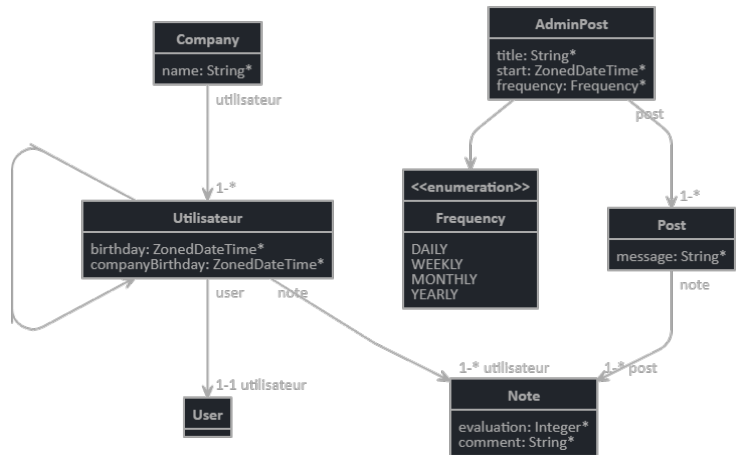 AdminPost
title: String*
start: ZonedDateTime*
frequency: Frequency*
Company
name: String*
utilisateur
post
1-*
1-*
<<enumeration>>
Frequency
DAILY
WEEKLY
MONTHLY
YEARLY
Utilisateur
birthday: ZonedDateTime*
companyBirthday: ZonedDateTime*
Post
message: String*
user
note
note
1-* utilisateur
1-* post
1-1 utilisateur
User
Note
evaluation: Integer*
comment: String*